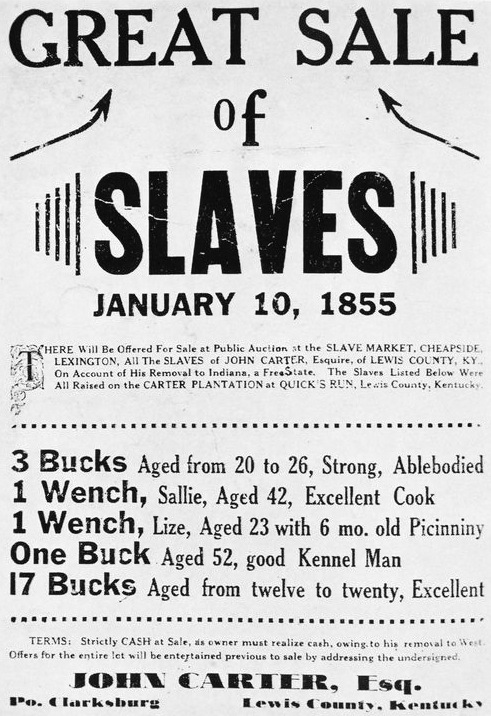 GREAT SALE
of
SLAVES
JANUARY 10, 1855
THERE Will Be Offered For Sale at Public Auction at the SLAVE MARKET, CHEAPSIDE,
LEXINGTON, All The SLAVES of JOHN CARTER, Esquire, of LEWIS COUNTY, KY.,
On Account of His Removal to Indiana, a Free State. The Slaves Listed Below Were
All Raised on the CARTER PLANTATION at QUICK'S RUN, Lewis County, Kentucky.
3 Bucks Aged from 20 to 26, Strong, Ablebodied
1 Wench, Sallie, Aged 42, Excellent Cook
1 Wench, Lize, Aged 23 with 6 mo. old Picinniny
One Buck Aged 52, good Kennel Man
17 Bucks Aged from twelve to twenty, Excellent
TERMS: Strictly CASH at Sale, as owner must realize cash, owing to his removal to West.
Offers for the entire lot will be entertained previous to sale by addressing the undersigned.
JOHN CARTER, Esq.
Po. Clarksburg Lewis County, Kentucky